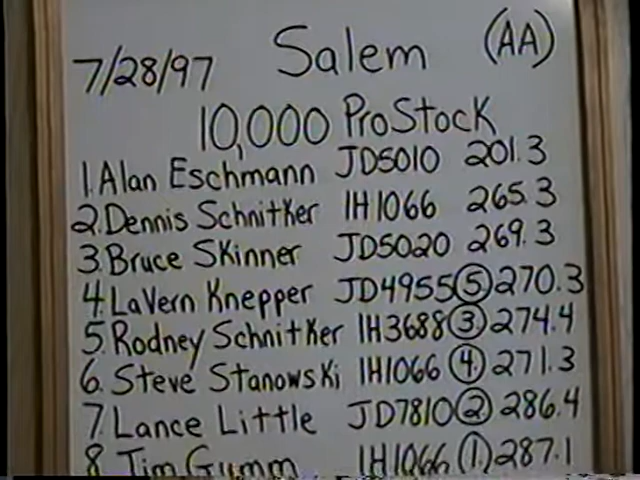 7/28/97 Salem (AA)
10,000 ProStock
1. Alan Eschmann JD5010 201.3
2. Dennis Schnitker IH1066 265.3
3. Bruce Skinner JD5020 269.3
4. LaVern Knepper JD4955 (5) 270.3
5. Rodney Schnitker IH3688 (3) 274.4
6. Steve Stanowski IH1066 (4.) 271.3
7. Lance Little JD7810 (2) 286.4
8. Tim Gumm IH1066 (1.) 287.1